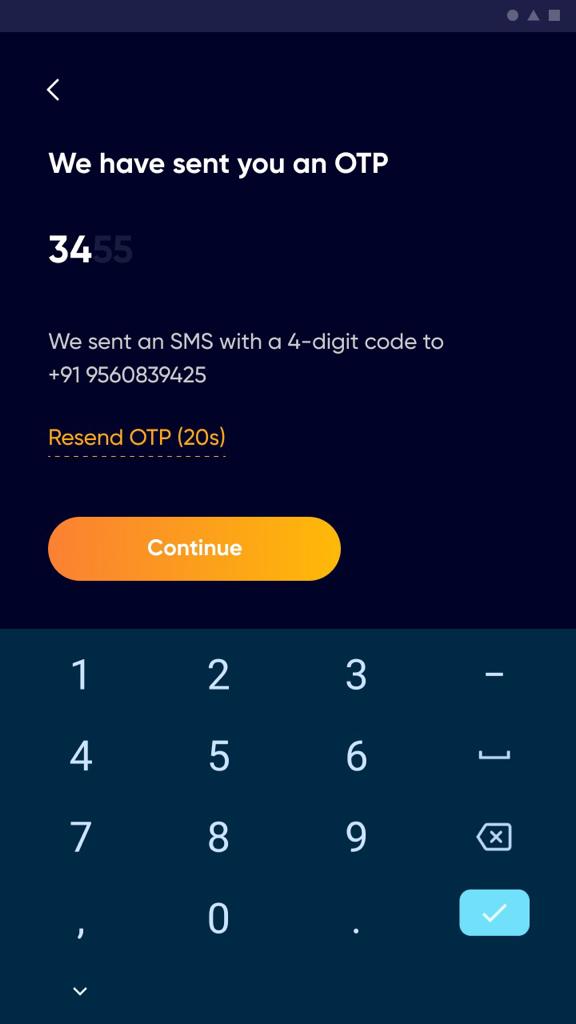 We have sent you an OTP
3455
We sent an SMS with a 4-digit code to
+91 9560839425
Resend OTP (20s)
Continue
1 2 3 -
4 5 6
7 8 9
, 0 .